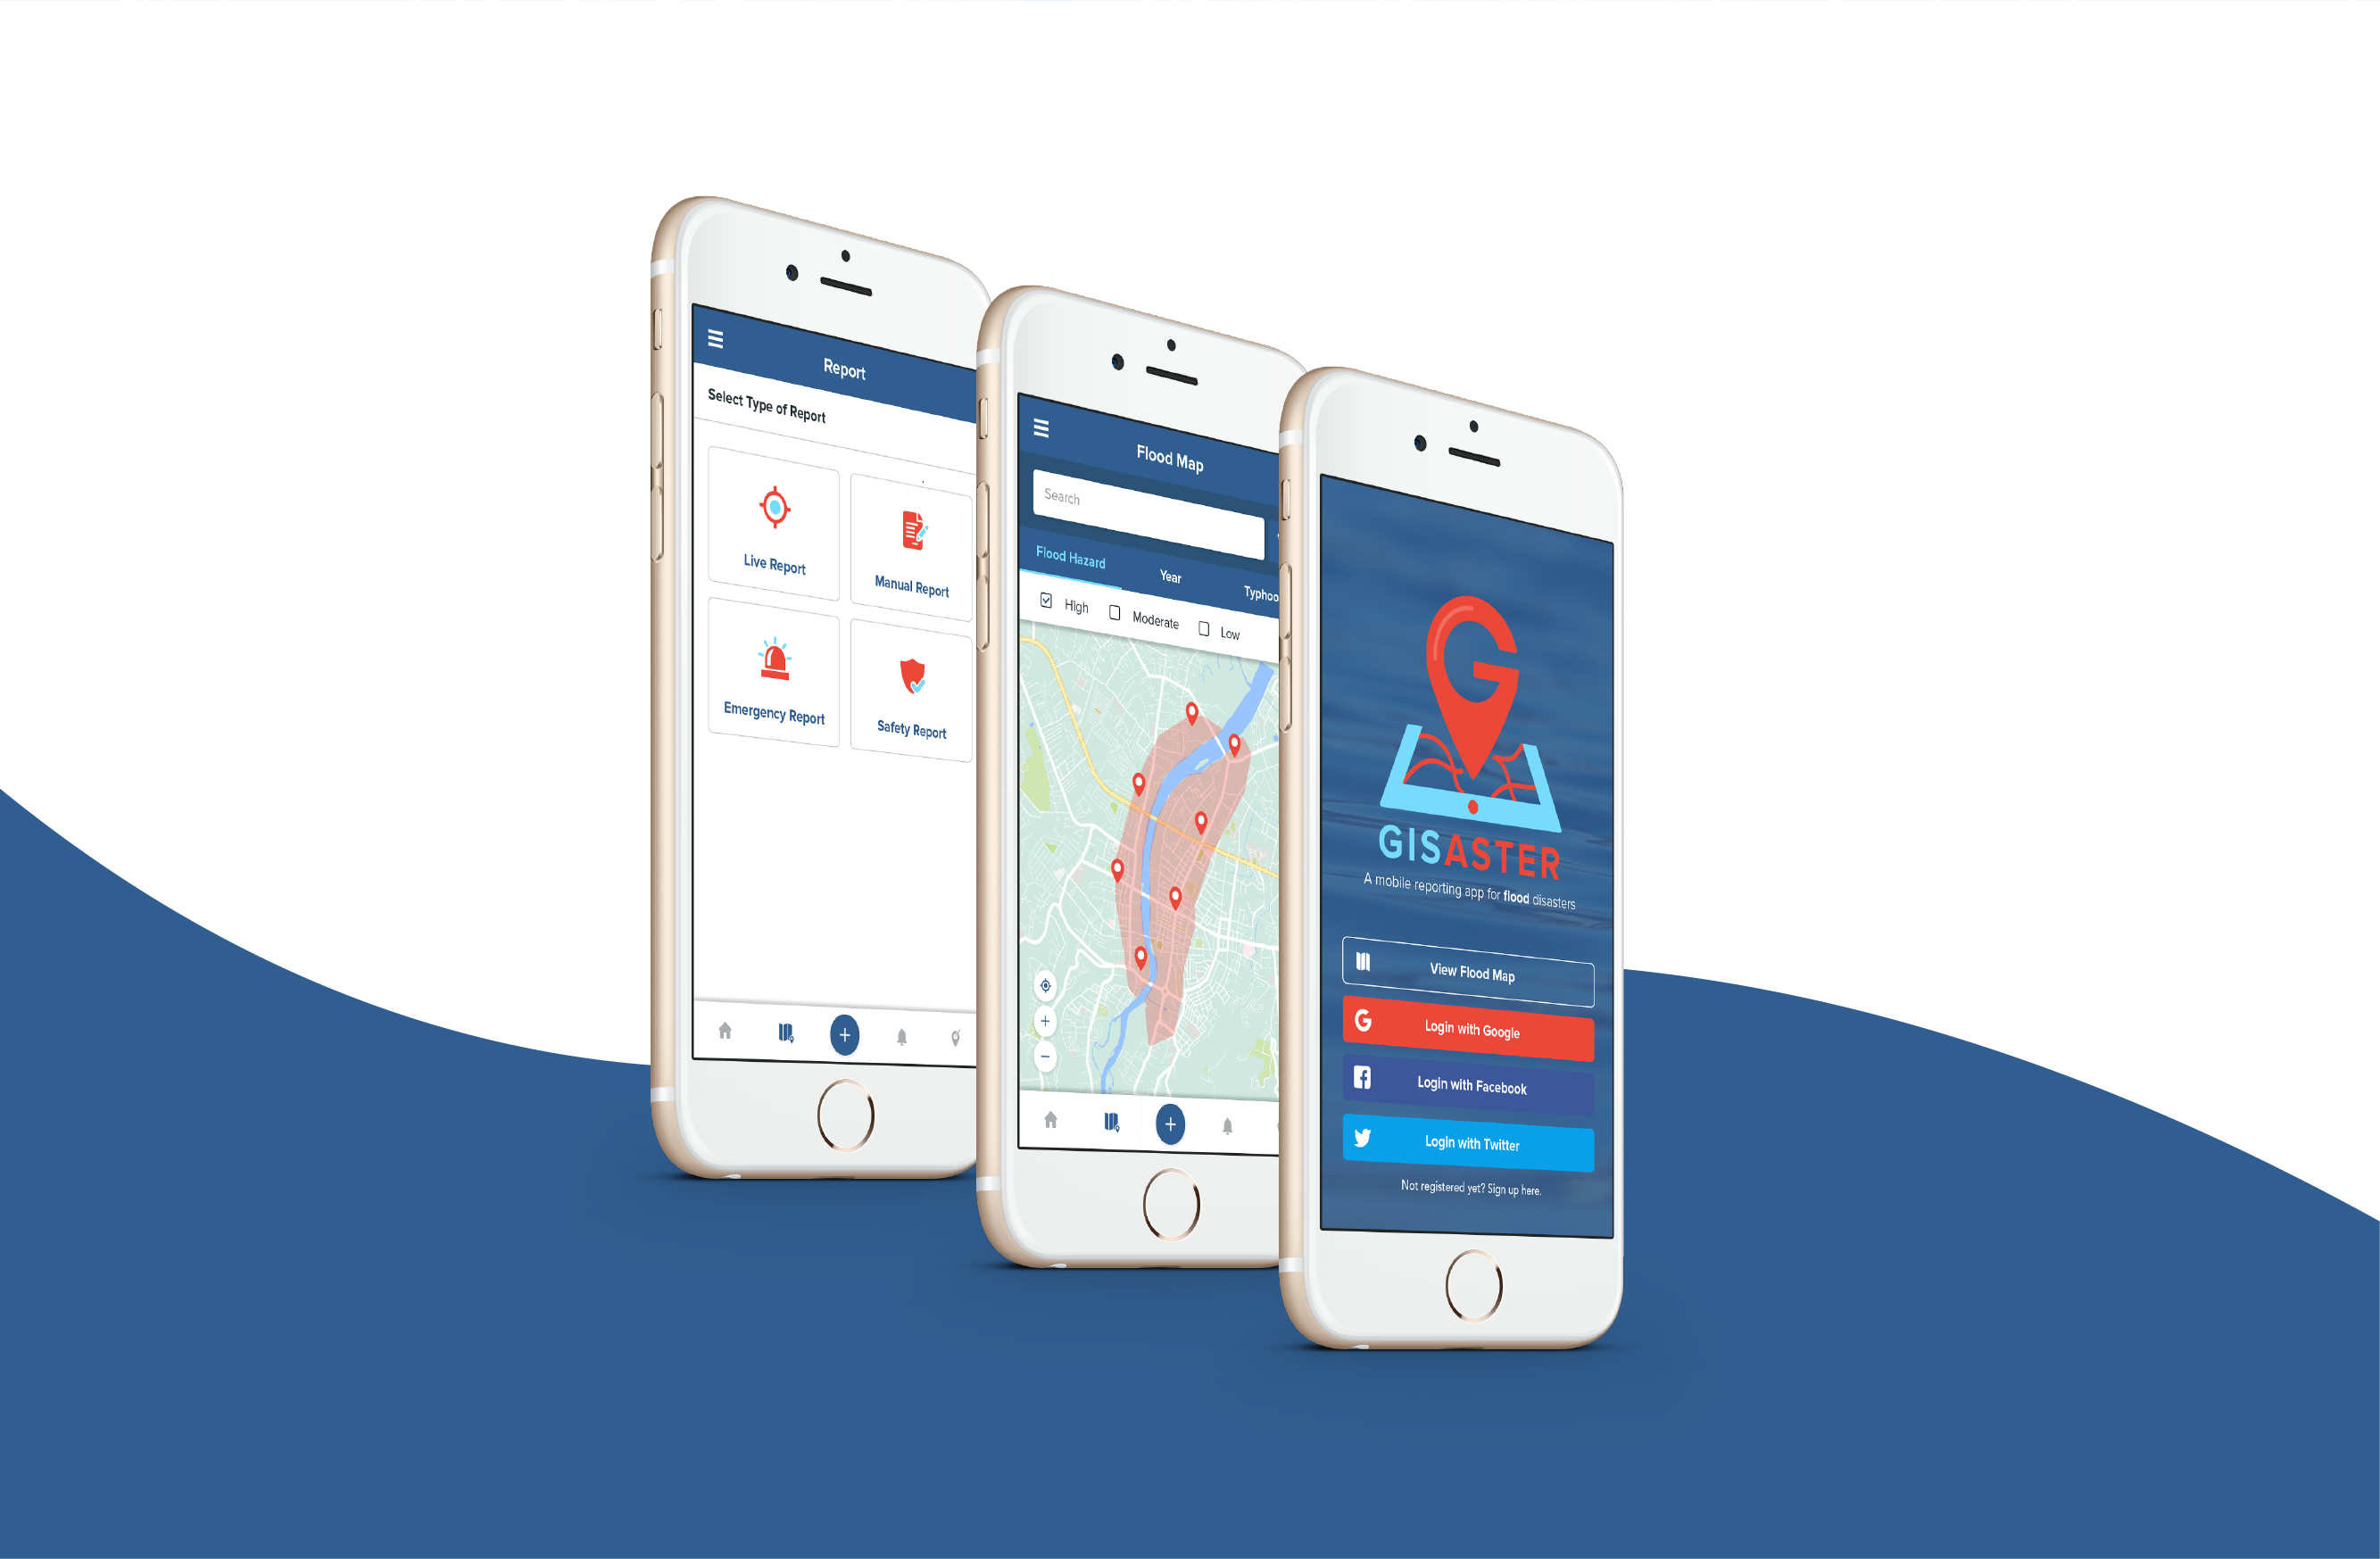 Report
Select Type of Report
Live Report
Manual Report
Emergency Report
Safety Report
Flood Map
Search
Flood Hazard
Year
High
Moderate
Low
GISASTER
A mobile reporting app for flood disasters
View Flood Map
Login with Google
Login with Facebook
Login with Twitter
Not registered yet? Sign up here.